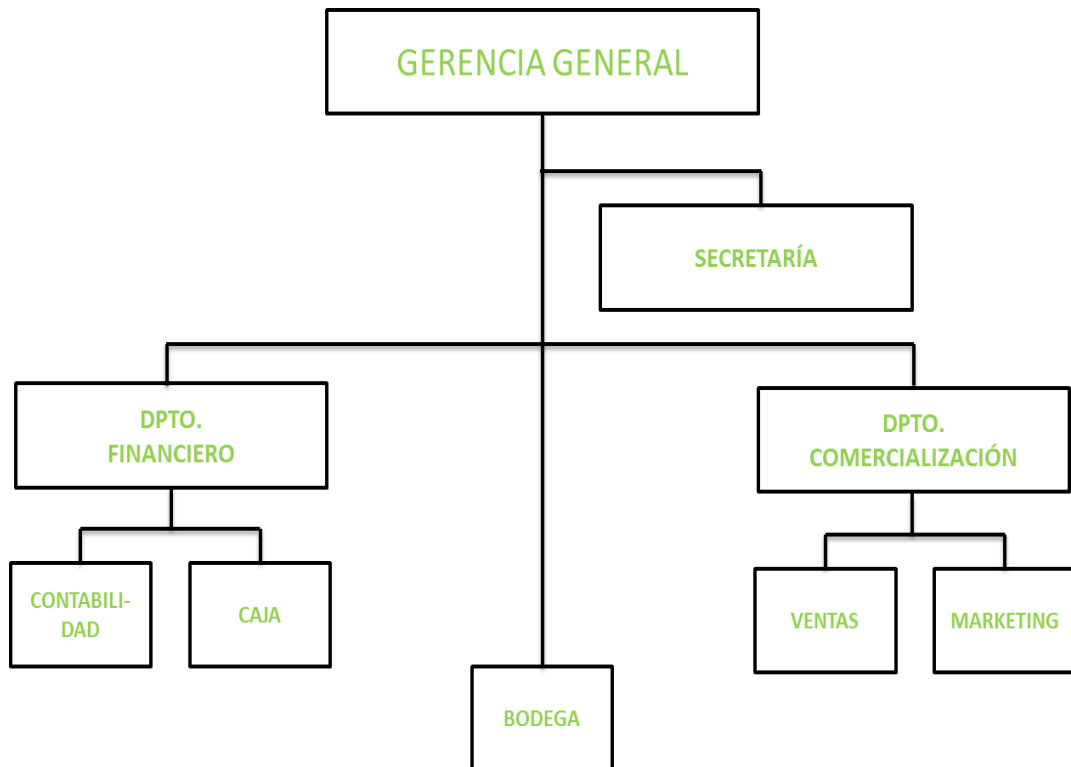 GERENCIA GENERAL
SECRETARÍA
DPTO.
FINANCIERO
DPTO.
COMERCIALIZACIÓN
CONTABILI-
DAD
CAJA
VENTAS
MARKETING
BODEGA